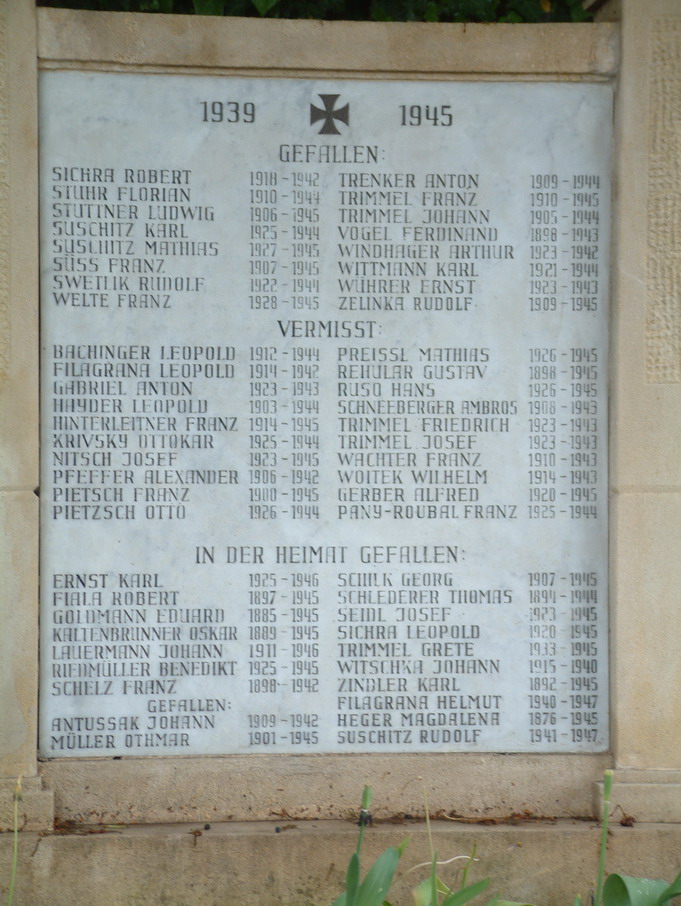 1939 1945
GEFALLEN:
SICHRA ROBERT 1918-1942 TRENKER ANTON 1909-1944
STUHR FLORIAN 1910-1944 TRIMMEL FRANZ 1910-1945
STUTTNER LUDWIG 1906-1945 TRIMMEL JOHANN 1905-1944
SUSCHITZ KARL 1925-1944 VOGEL FERDINAND 1898-1943
SUSCHITZ MATHIAS 1927-1945 WINDHAGER ARTHUR 1923-1942
SÜSS FRANZ 1907-1945 WITTMANN KARL 1921-1944
SWETLIK RUDOLF 1922-1944 WÜHRER ERNST 1923-1943
WELTE FRANZ 1928-1945 ZELINKA RUDOLF 1909-1945
VERMISST:
BACHINGER LEOPOLD 1912-1944 PREISSL MATHIAS 1926-1945
FILAGRANA LEOPOLD 1914-1942 REHULAR GUSTAV 1898-1945
GABRIEL ANTON 1923-1943 RUSO HANS 1926-1945
HAYDER LEOPOLD 1903-1944 SCHNEEBERGER AMBROS 1908-1943
HINTERLEITNER FRANZ 1914-1945 TRIMMEL FRIEDRICH 1923-1943
KRIVSKY OTTOKAR 1925-1944 TRIMMEL JOSEF 1923-1943
NITSCH JOSEF 1923-1945 WACHTER FRANZ 1910-1943
PFEFFER ALEXANDER 1906-1942 WOITEK WILHELM 1914-1943
PIETSCH FRANZ 1900-1945 GERBER ALFRED 1920-1945
PIETZSCH OTTO 1926-1944 PANY-ROUBAL FRANZ 1925-1944
IN DER HEIMAT GEFALLEN:
ERNST KARL 1925-1946 SCHILK GEORG 1907-1945
FIALA ROBERT 1897-1945 SCHLEDERER THOMAS 1894-1944
GOLDMANN EDUARD 1885-1945 SEIDL JOSEF 1923-1945
KALTENBRUNNER OSKAR 1889-1945 SICHRA LEOPOLD 1920-1945
LAUERMANN JOHANN 1911-1946 TRIMMEL GRETE 1933-1945
RIEDMÜLLER BENEDIKT 1925-1945 WITSCHKA JOHANN 1915-1940
SCHELZ FRANZ 1898-1942 ZINDLER KARL 1892-1945
GEFALLEN: FILAGRANA HELMUT 1940-1947
ANTUSSAK JOHANN 1909-1942 HEGER MAGDALENA 1876-1945
MÜLLER OTHMAR 1901-1945 SUSCHITZ RUDOLF 1941-1947